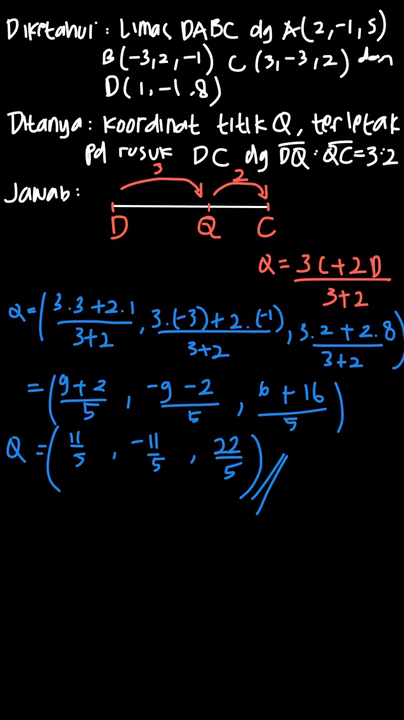 Diketahui : Limas DABC dg A(2,-1,5)
B(-3,2,-1) C(3,-3,2) dan
D(1,-1,8)
Ditanya : Koordinat titik Q, terletak
pd rusuk DC dg DQ : QC = 3:2
Jawab:
3 2
D Q C
Q = 3C+2D / 3+2
Q = (3.3+2.1 / 3+2, 3.(-3)+2.(-1) / 3+2, 3.2+2.8 / 3+2)
= (9+2 / 5, -9-2 / 5, 6+16 / 5)
Q = (11/5, -11/5, 22/5)//